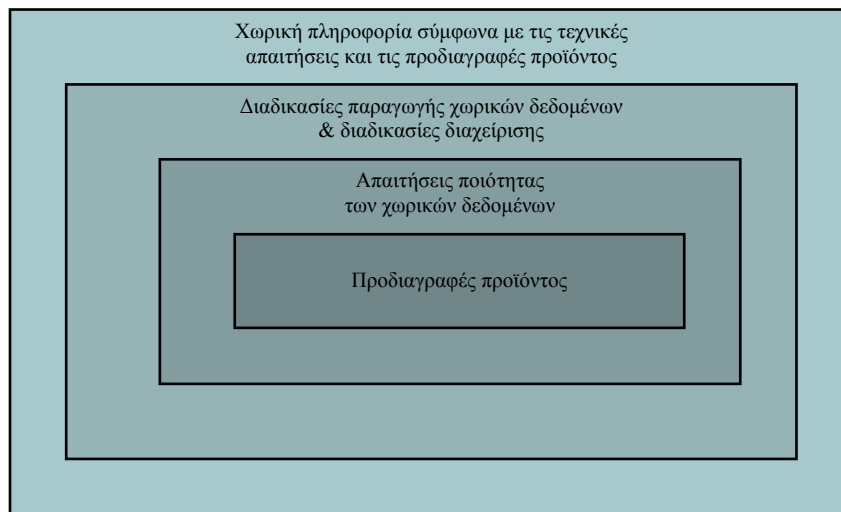 Χωρική πληροφορία σύμφωνα με τις τεχνικές
απαιτήσεις και τις προδιαγραφές προϊόντος
Διαδικασίες παραγωγής χωρικών δεδομένων
& διαδικασίες διαχείρισης
Απαιτήσεις ποιότητας
των χωρικών δεδομένων
Προδιαγραφές προϊόντος